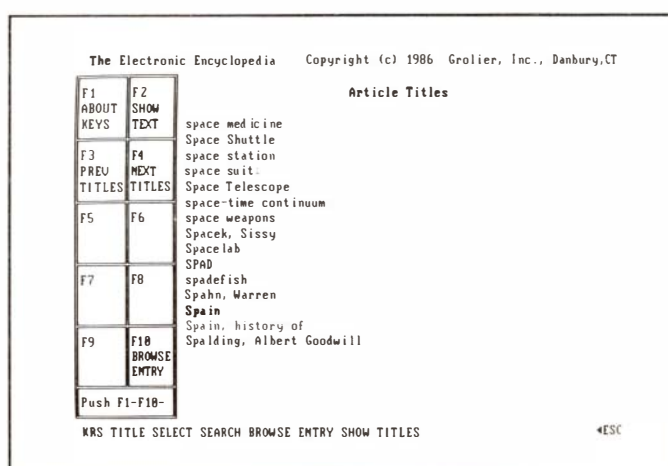 The Electronic Encyclopedia Copyright (c) 1986 Grolier, Inc., Danbury,CT
Article Titles
F1 ABOUT KEYS
F2 SHOW TEXT
F3 PREV TITLES
F4 NEXT TITLES
F5
F6
F7
F8
F9
F10 BROWSE ENTRY
Push F1-F10-
space medicine
Space Shuttle
space station
space suit
Space Telescope
space-time continuum
space weapons
Spacek, Sissy
Spacelab
SPAD
spadefish
Spahn, Warren
Spain
Spain, history of
Spalding, Albert Goodwill
KRS TITLE SELECT SEARCH BROWSE ENTRY SHOW TITLES
◄ESC